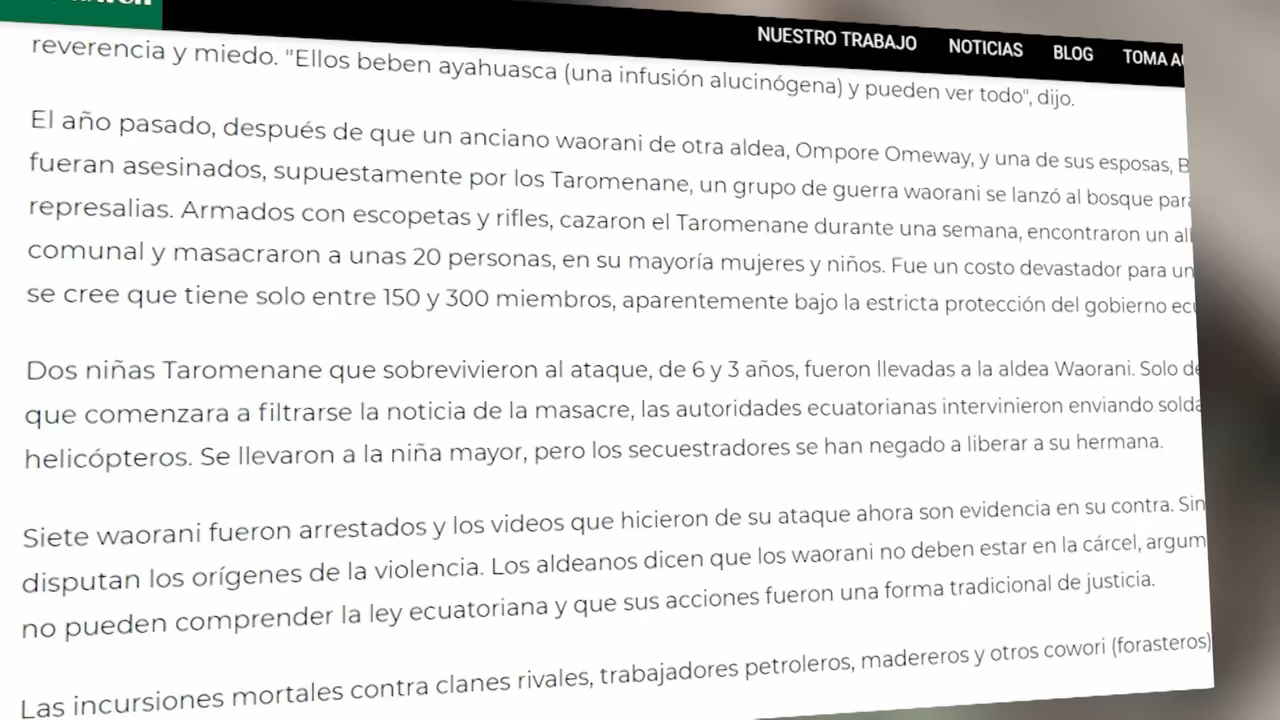 NUESTRO TRABAJO NOTICIAS BLOG TOMA
reverencia y miedo. "Ellos beben ayahuasca (una infusión alucinógena) y pueden ver todo", dijo.
El año pasado, después de que un anciano waorani de otra aldea, Ompore Omeway, y una de sus esposas,
fueran asesinados, supuestamente por los Taromenane, un grupo de guerra waorani se lanzó al bosque para
represalias. Armados con escopetas y rifles, cazaron el Taromenane durante una semana, encontraron un
comunal y masacraron a unas 20 personas, en su mayoría mujeres y niños. Fue un costo devastador para un
se cree que tiene solo entre 150 y 300 miembros, aparentemente bajo la estricta protección del gobierno
Dos niñas Taromenane que sobrevivieron al ataque, de 6 y 3 años, fueron llevadas a la aldea Waorani. Solo
que comenzara a filtrarse la noticia de la masacre, las autoridades ecuatorianas intervinieron enviando
helicópteros. Se llevaron a la niña mayor, pero los secuestradores se han negado a liberar a su hermana.
Siete waorani fueron arrestados y los videos que hicieron de su ataque ahora son evidencia en su contra. Sin
disputan los orígenes de la violencia. Los aldeanos dicen que los waorani no deben estar en la cárcel,
no pueden comprender la ley ecuatoriana y que sus acciones fueron una forma tradicional de justicia.
Las incursiones mortales contra clanes rivales, trabajadores petroleros, madereros y otros cowori (forasteros)